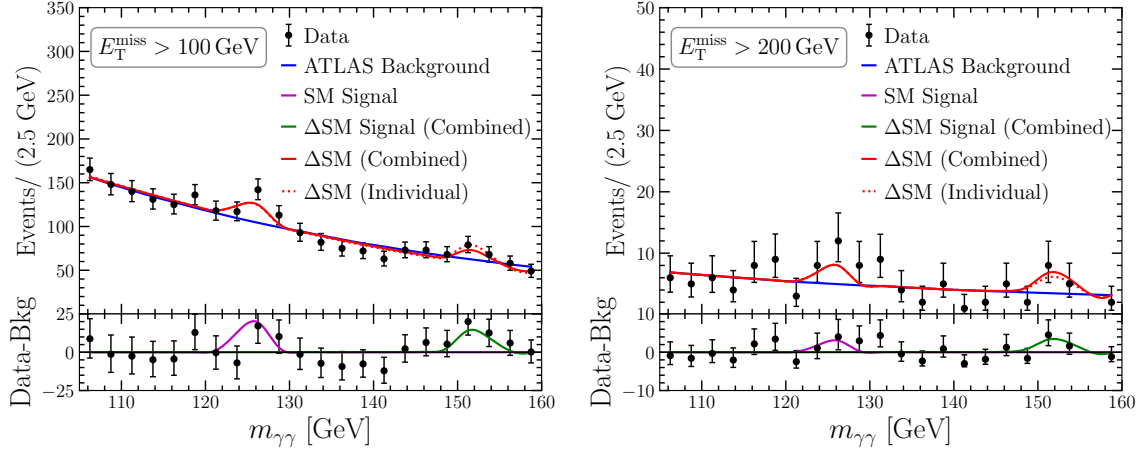 350
300
250
200
150
100
50
Events/ (2.5 GeV)
E_T^miss > 100 GeV
Data
ATLAS Background
SM Signal
ΔSM Signal (Combined)
ΔSM (Combined)
ΔSM (Individual)
25
0
−25
Data-Bkg
110 120 130 140 150 160
m_γγ [GeV]
50
40
30
20
10
Events/ (2.5 GeV)
E_T^miss > 200 GeV
Data
ATLAS Background
SM Signal
ΔSM Signal (Combined)
ΔSM (Combined)
ΔSM (Individual)
10
0
−10
Data-Bkg
110 120 130 140 150 160
m_γγ [GeV]